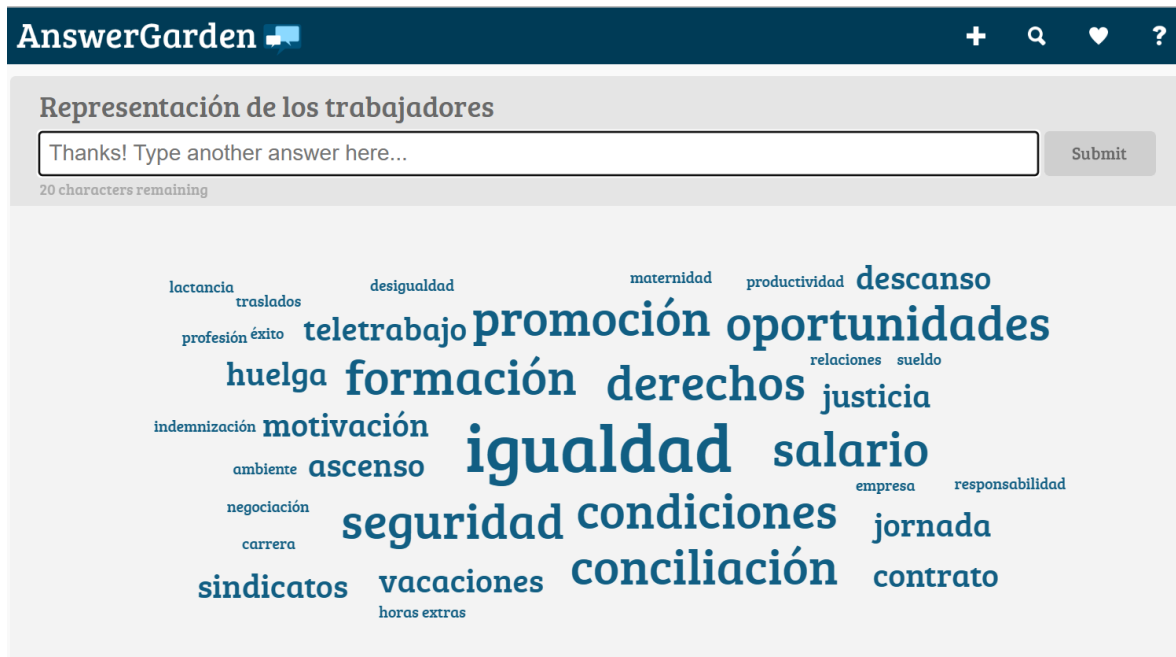 AnswerGarden
?
Representación de los trabajadores
Thanks! Type another answer here...
Submit
20 characters remaining
lactancia desigualdad maternidad productividad descanso
traslados
profesión éxito teletrabajo promoción oportunidades
relaciones sueldo
huelga formación derechos justicia
indemnización motivación igualdad salario
ambiente ascenso
empresa responsabilidad
negociación seguridad condiciones jornada
carrera
sindicatos vacaciones conciliación contrato
horas extras